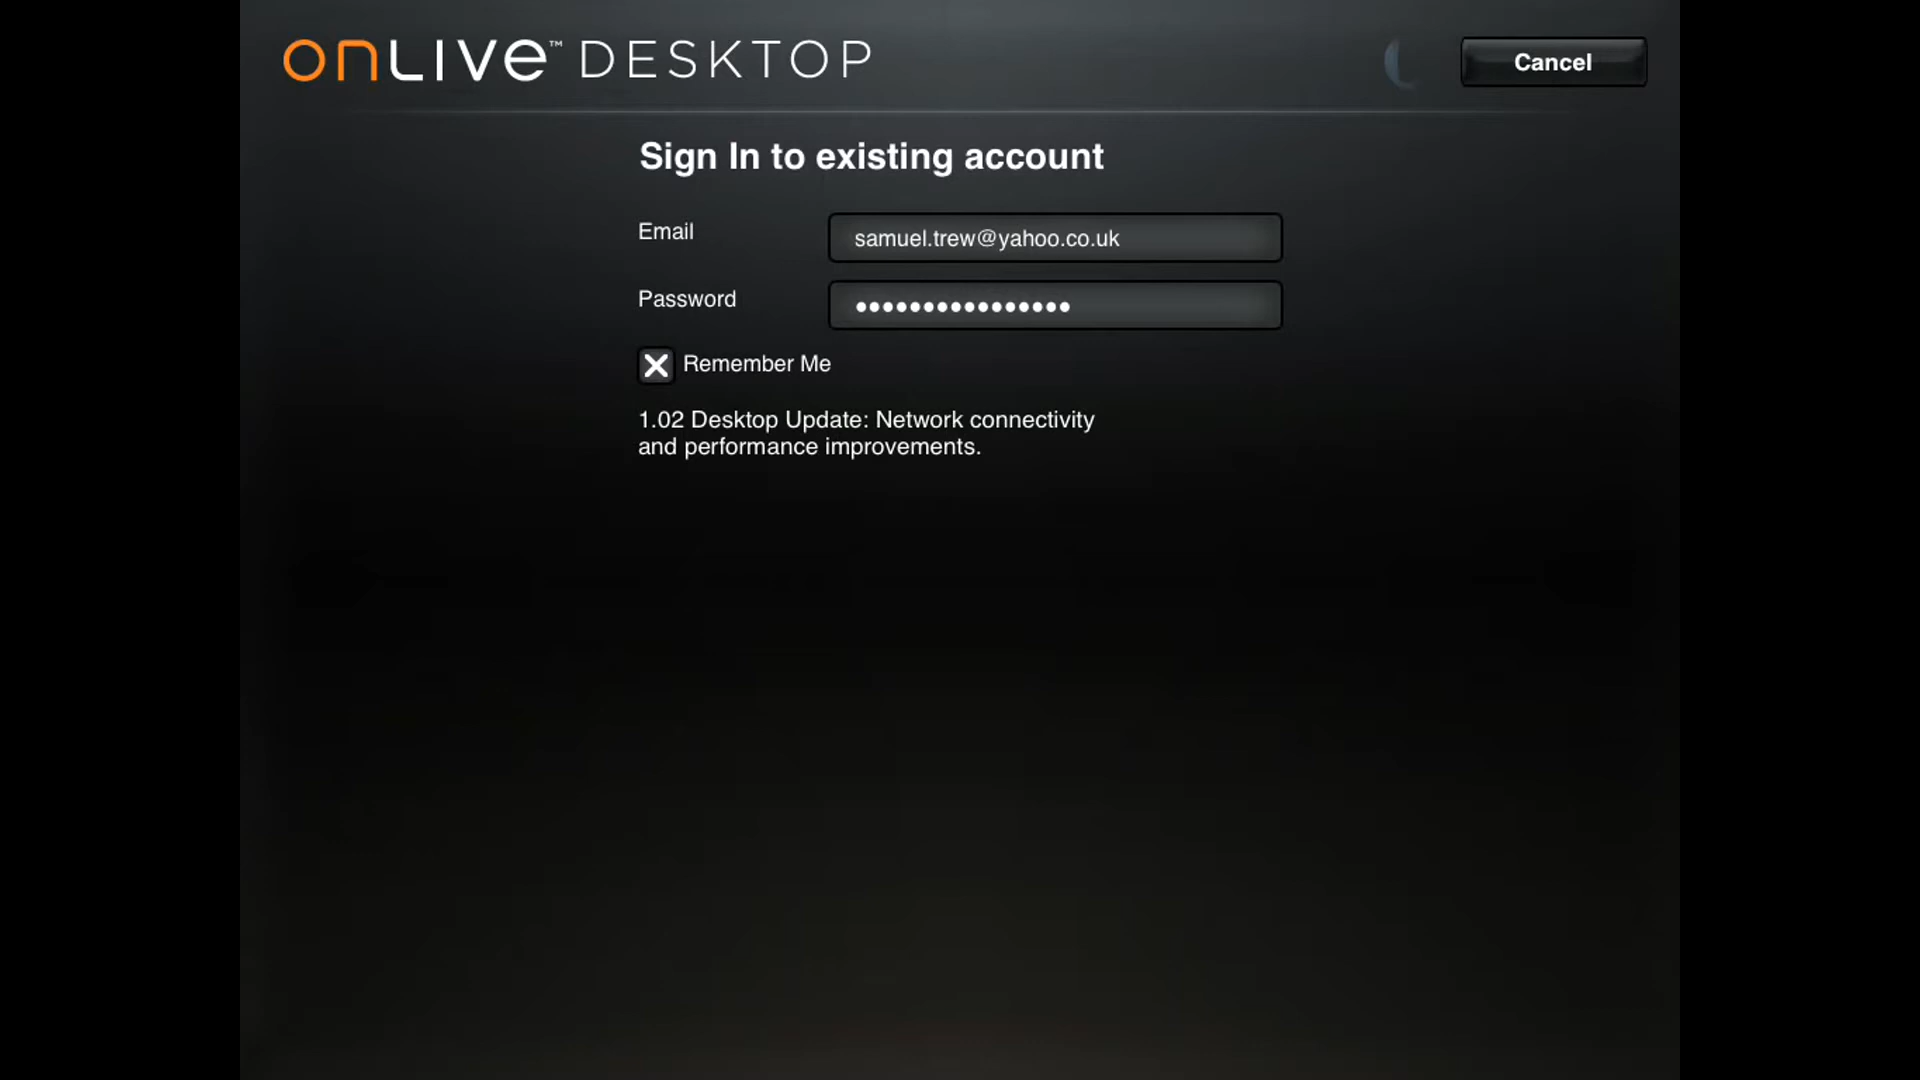 onLIVE™ DESKTOP
Cancel
Sign In to existing account
Email
samuel.trew@yahoo.co.uk
Password
••••••••••••••••
Remember Me
1.02 Desktop Update: Network connectivity
and performance improvements.